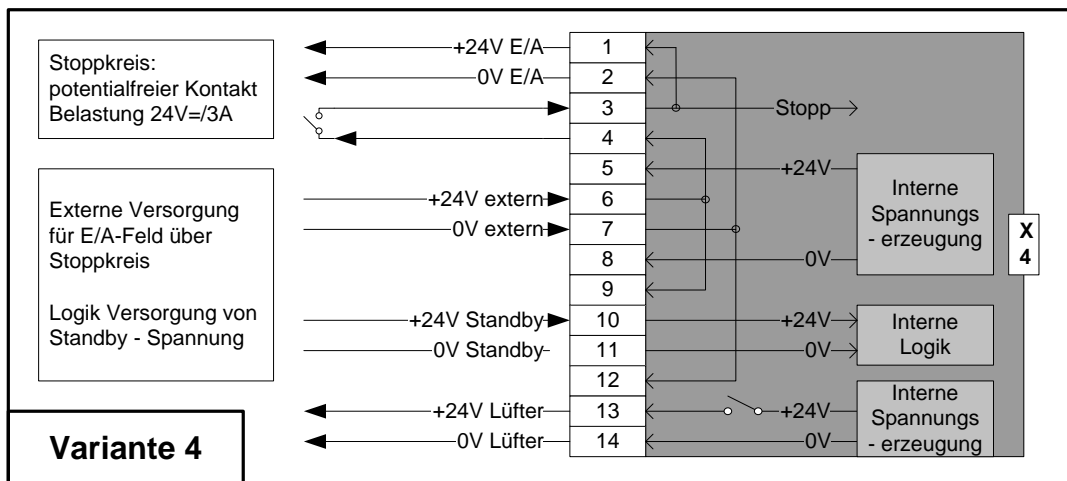 Stoppkreis:
potentialfreier Kontakt
Belastung 24V=/3A
Externe Versorgung
für E/A-Feld über
Stoppkreis
Logik Versorgung von
Standby - Spannung
Variante 4
+24V E/A
0V E/A
+24V extern
0V extern
+24V Standby
0V Standby
+24V Lüfter
0V Lüfter
1
2
3
4
5
6
7
8
9
10
11
12
13
14
Stopp
+24V
0V
+24V
0V
+24V
0V
Interne
Spannungs
- erzeugung
Interne
Logik
Interne
Spannungs
- erzeugung
X
4